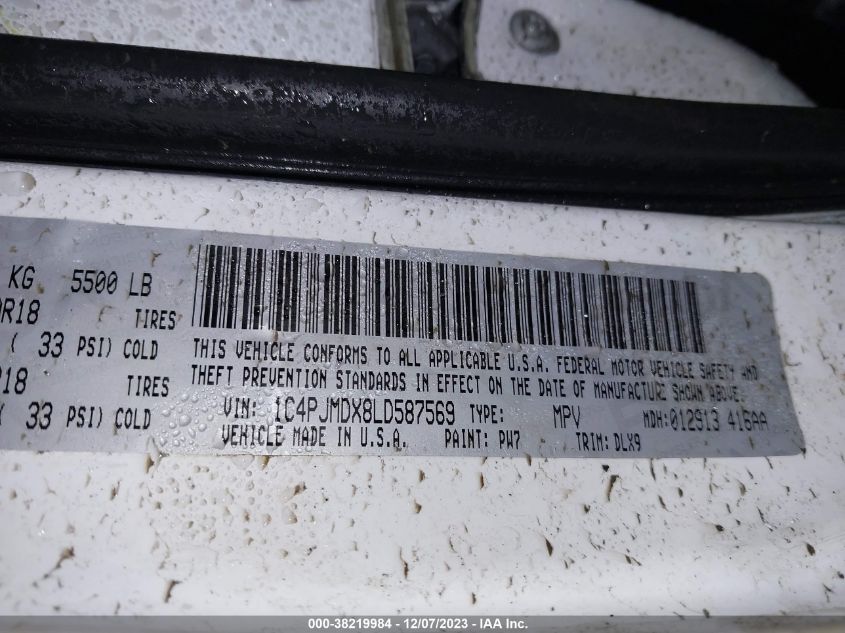 KG 5500 LB
R18 TIRES
( 33 PSI) COLD
R18 TIRES
( 33 PSI) COLD
THIS VEHICLE CONFORMS TO ALL APPLICABLE U.S.A. FEDERAL MOTOR VEHICLE SAFETY AND
THEFT PREVENTION STANDARDS IN EFFECT ON THE DATE OF MANUFACTURE SHOWN ABOVE.
VIN: 1C4PJMDX8LD587569 TYPE: MPV MDH:012913 416AA
VEHICLE MADE IN U.S.A. PAINT: PW7 TRIM: DLX9
000-38219984 - 12/07/2023 - IAA Inc.